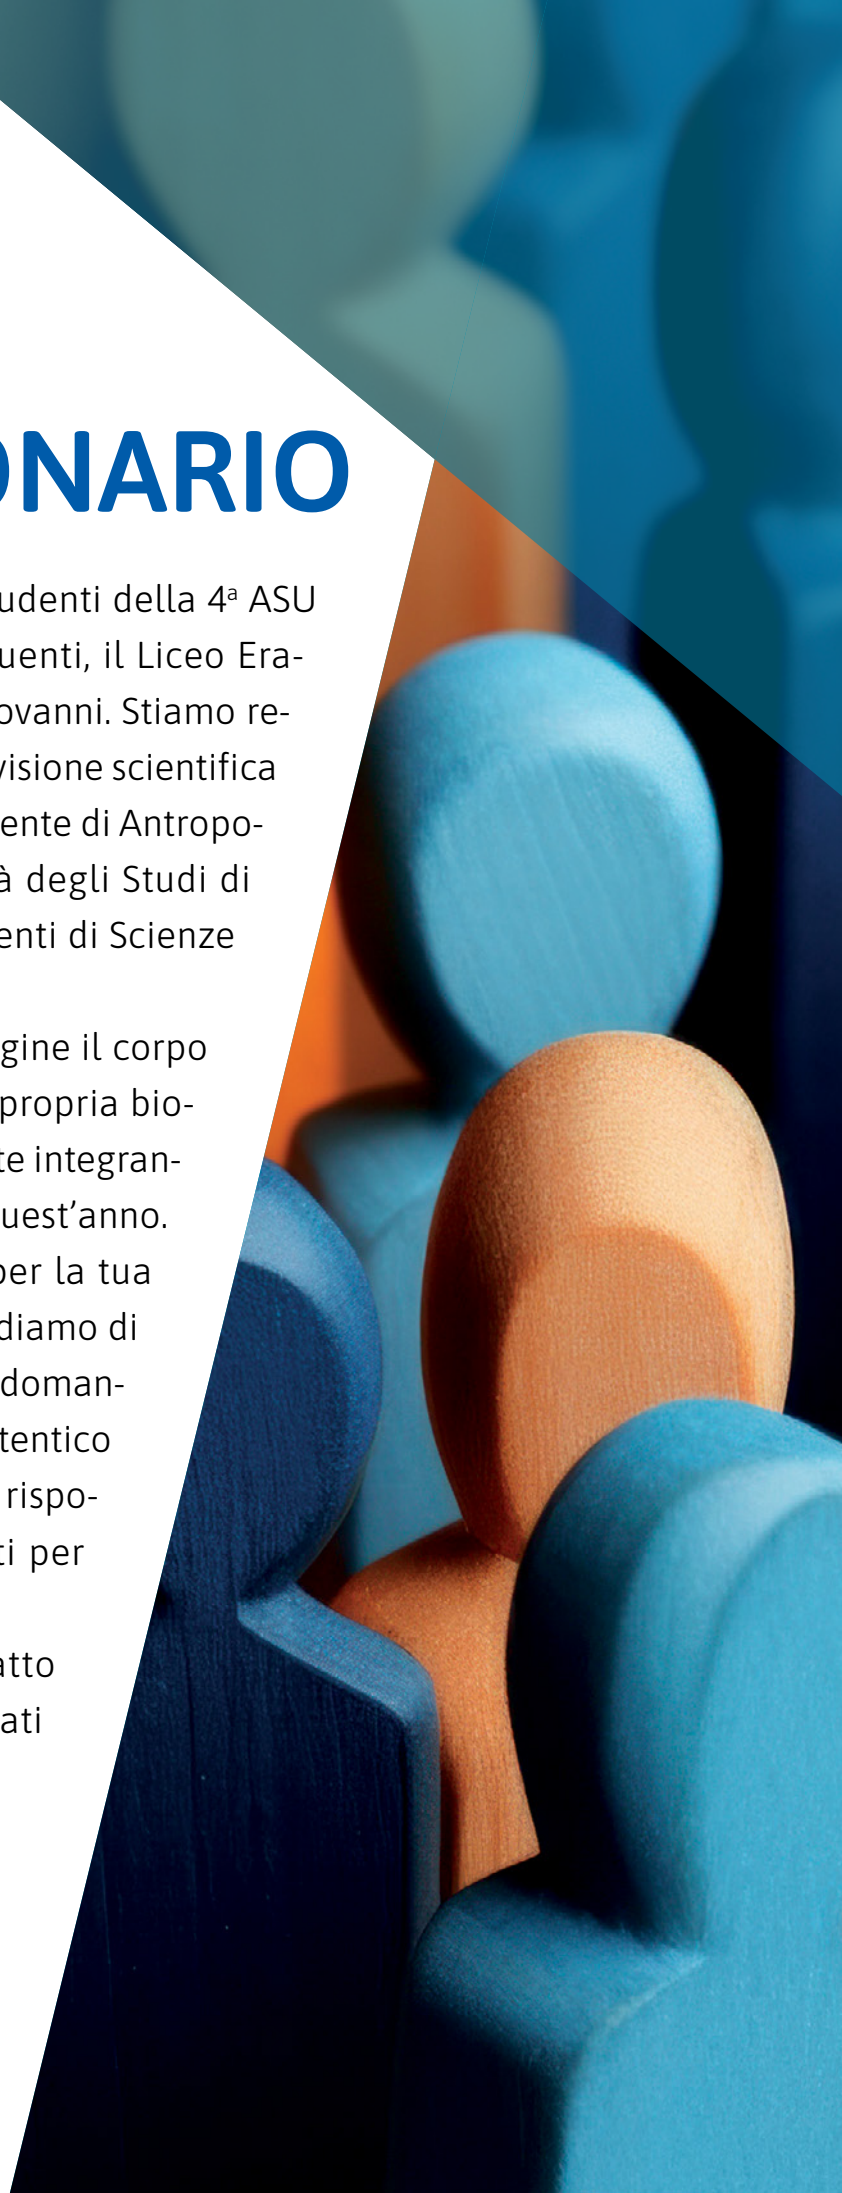 ONARIO
udenti della 4ª ASU
uenti, il Liceo Era-
ovanni. Stiamo re-
visione scientifica
ente di Antropo-
à degli Studi di
enti di Scienze
gine il corpo
propria bio-
te integran-
uest’anno.
per la tua
diamo di
doman-
tentico
rispo-
ti per
atto
ati